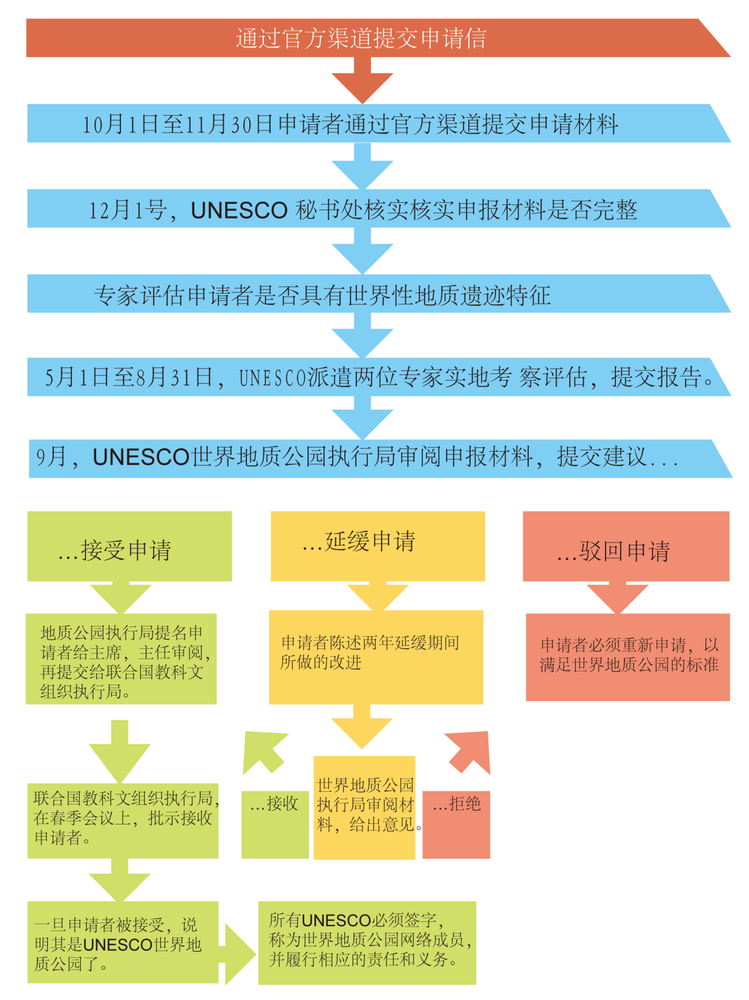 通过官方渠道提交申请信
10月1日至11月30日申请者通过官方渠道提交申请材料
12月1号，UNESCO 秘书处核实核实申报材料是否完整
专家评估申请者是否具有世界性地质遗迹特征
5月1日至8月31日，UNESCO派遣两位专家实地考 察评估，提交报告。
9月，UNESCO世界地质公园执行局审阅申报材料，提交建议...
...接受申请
地质公园执行局提名申
请者给主席，主任审阅，
再提交给联合国教科文
组织执行局。
联合国教科文组织执行局，
在春季会议上，批示接收
申请者。
一旦申请者被接受，说
明其是UNESCO世界地
质公园了。
所有UNESCO必须签字，
称为世界地质公园网络成员，
并履行相应的责任和义务。
...延缓申请
申请者陈述两年延缓期间
所做的改进
世界地质公园
执行局审阅材
料，给出意见。
...接收
...拒绝
...驳回申请
申请者必须重新申请，以
满足世界地质公园的标准